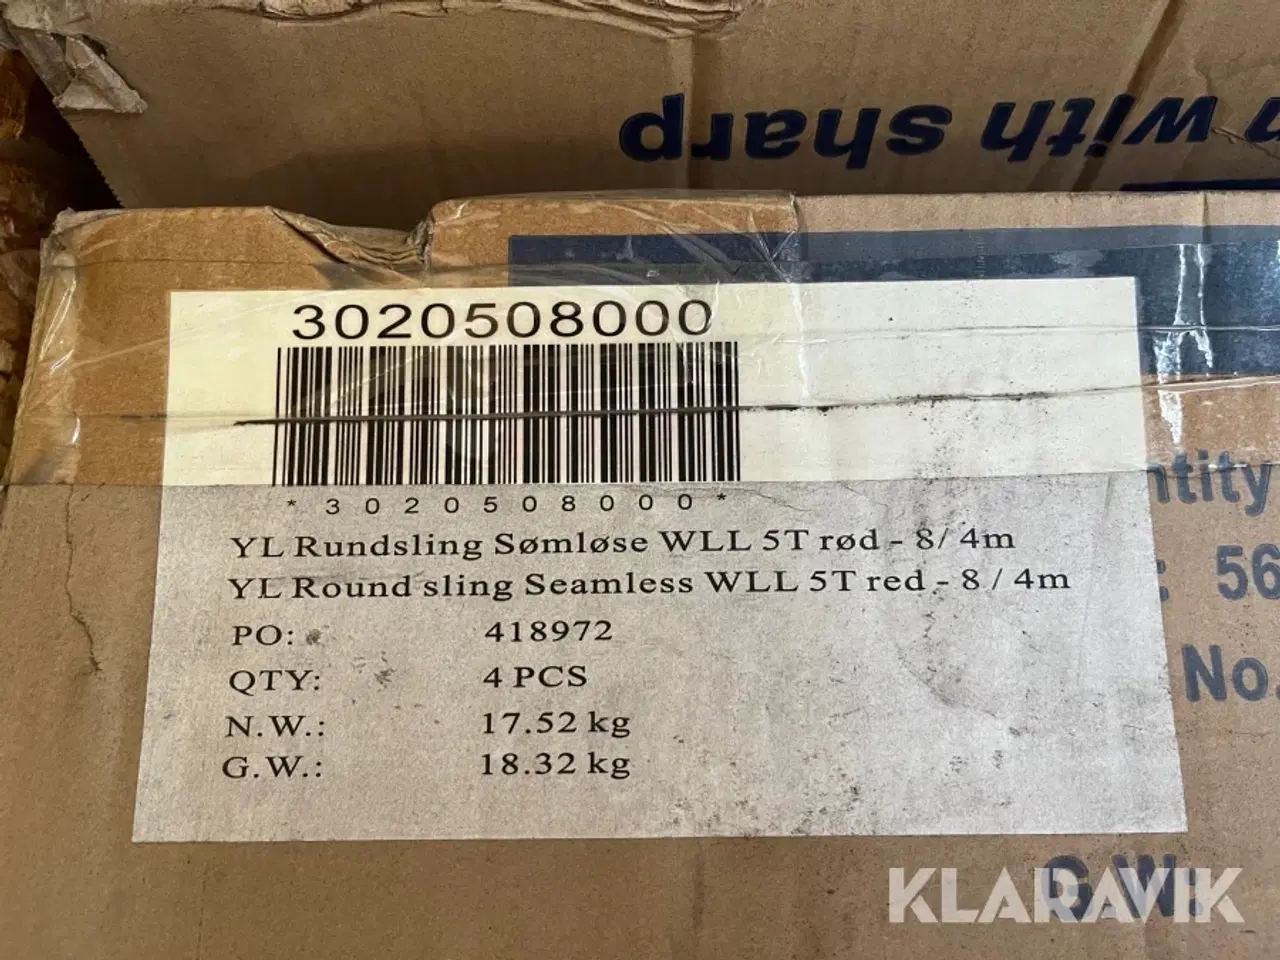 with sharp
3020508000
*3020508000*
YL Rundsling Sømløse WLL 5T rød - 8/ 4m
YL Round sling Seamless WLL 5T red - 8 / 4m
PO: 418972
QTY: 4 PCS
N.W.: 17.52 kg
G.W.: 18.32 kg
ntity
: 56
No.
G.W:
KLARAVIK